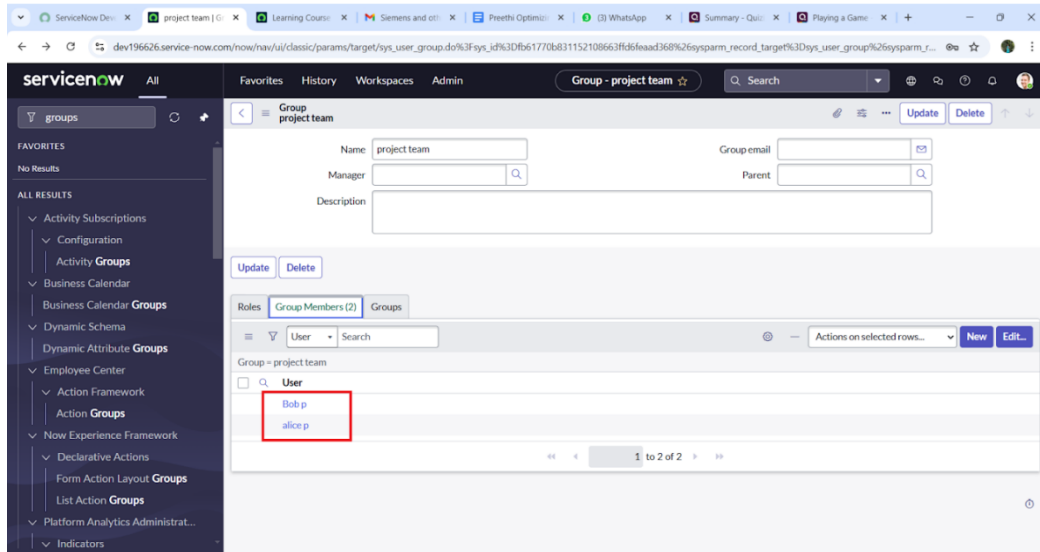 ServiceNow Dev
project team | G
Learning Course
Siemens and oth
Preethi Optimiz
(3) WhatsApp
Summary - Quiz
Playing a Game
dev196626.service-now.com/now/nav/ui/classic/params/target/sys_user_group.do%3Fsys_id%3Dfb61770b831152108663ffd6feaad368%26sysparm_record_target%3Dsys_user_group%26sysparm_r...
servicenow
All
Favorites
History
Workspaces
Admin
Group - project team
Search
groups
FAVORITES
No Results
ALL RESULTS
Activity Subscriptions
Configuration
Activity Groups
Business Calendar
Business Calendar Groups
Dynamic Schema
Dynamic Attribute Groups
Employee Center
Action Framework
Action Groups
Now Experience Framework
Declarative Actions
Form Action Layout Groups
List Action Groups
Platform Analytics Administrat...
Indicators
Group
project team
Update
Delete
Name
project team
Group email
Manager
Parent
Description
Update
Delete
Roles
Group Members (2)
Groups
User
Search
Actions on selected rows...
New
Edit...
Group = project team
User
Bob p
alice p
1 to 2 of 2